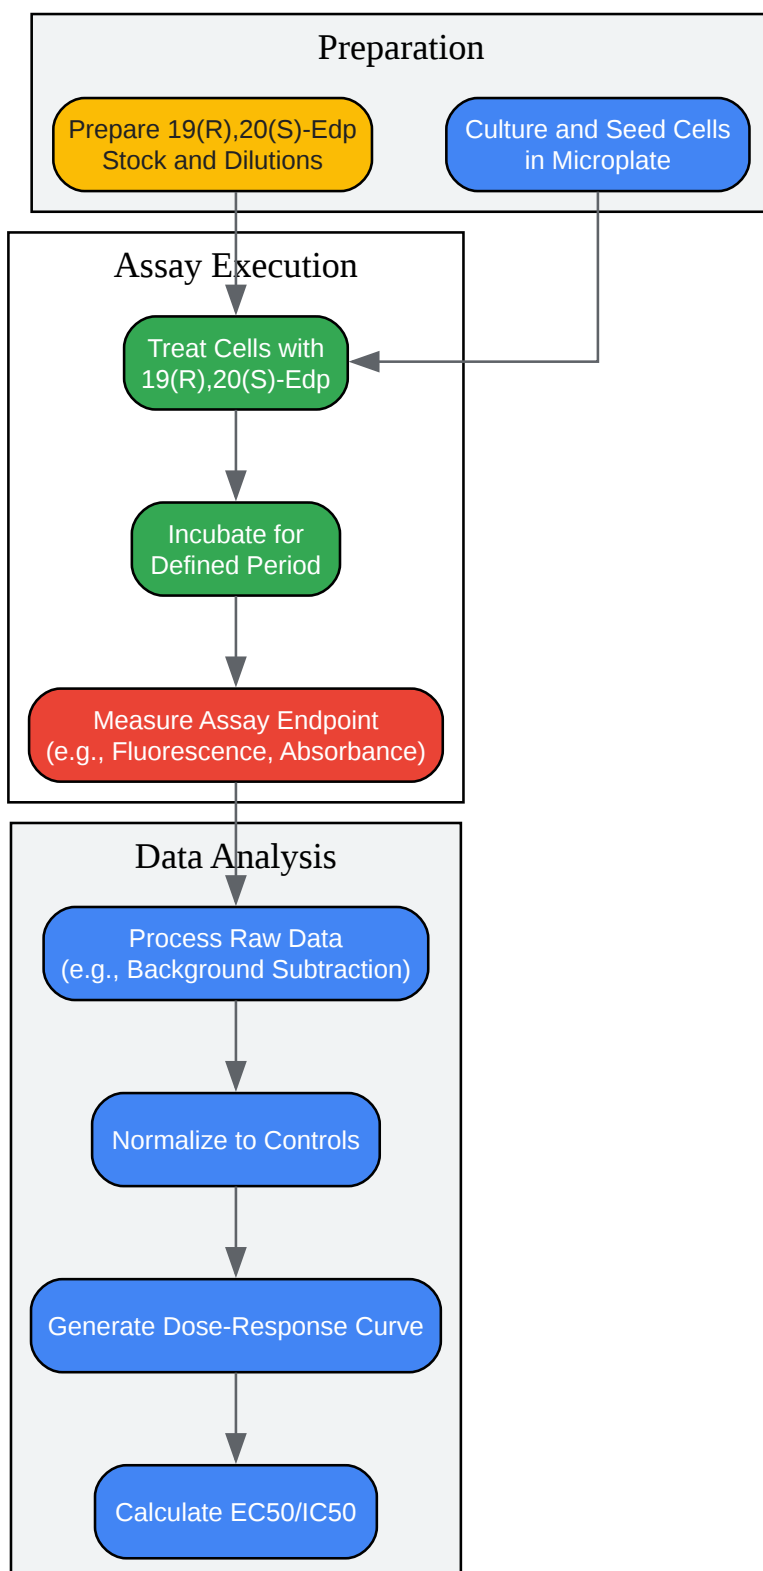 Preparation
Prepare 19(R),20(S)-Edp
Stock and Dilutions
Culture and Seed Cells
in Microplate
Assay Execution
Treat Cells with
19(R),20(S)-Edp
Incubate for
Defined Period
Measure Assay Endpoint
(e.g., Fluorescence, Absorbance)
Data Analysis
Process Raw Data
(e.g., Background Subtraction)
Normalize to Controls
Generate Dose-Response Curve
Calculate EC50/IC50